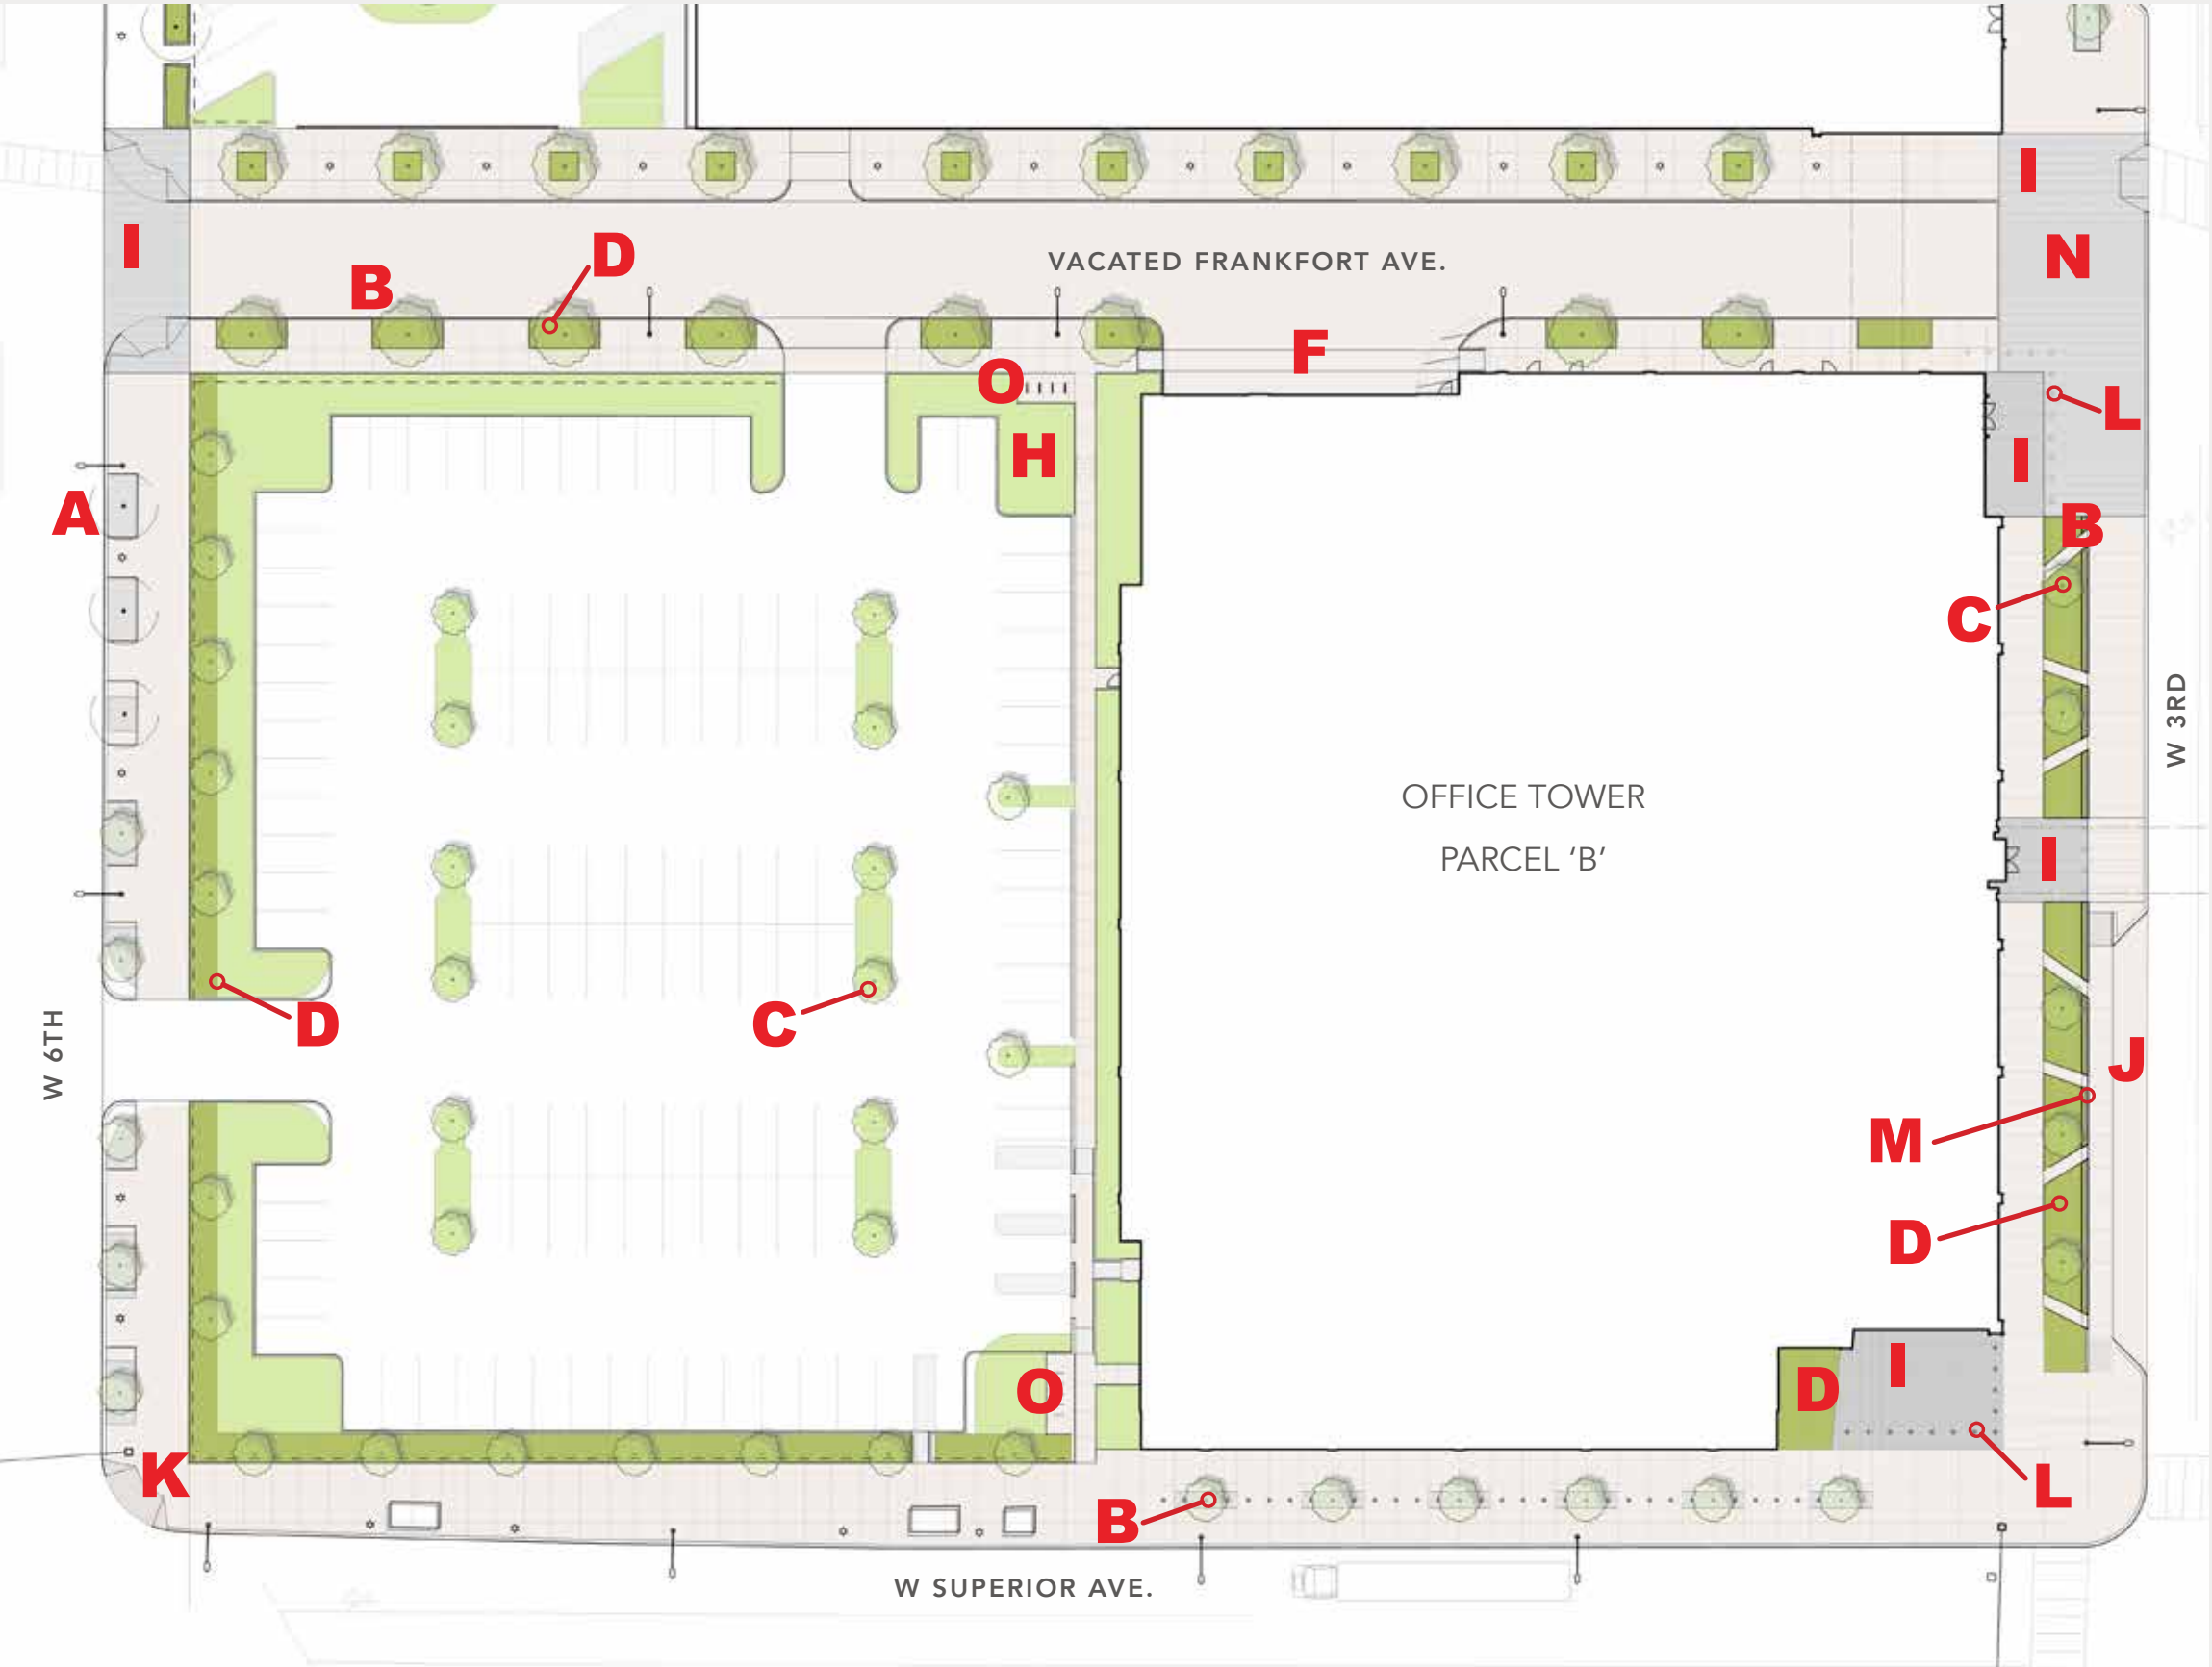 I
I
N
D
B
VACATED FRANKFORT AVE.
F
O
L
H
I
A
B
C
W 3RD
OFFICE TOWER
PARCEL ‘B’
I
D
C
W 6TH
J
M
D
I
O
D
K
B
L
W SUPERIOR AVE.